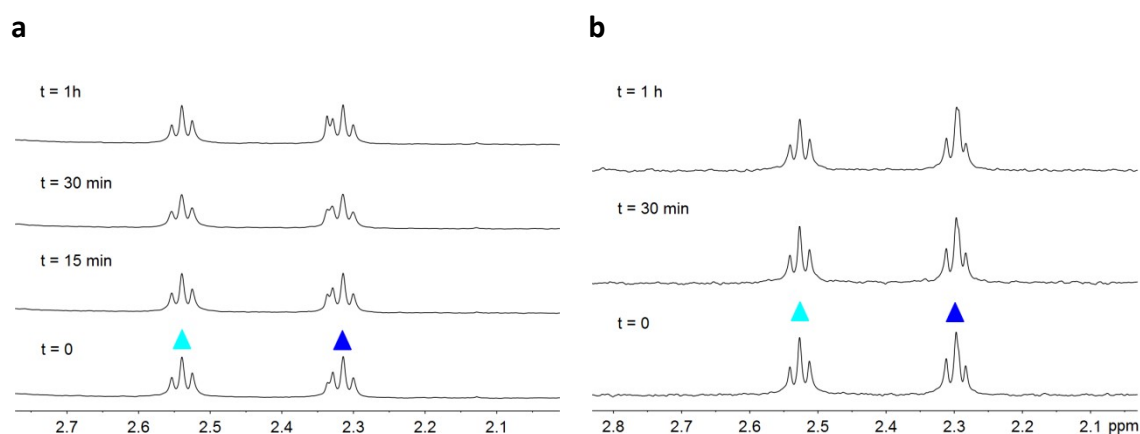 a
t = 1h
t = 30 min
t = 15 min
t = 0
2.7 2.6 2.5 2.4 2.3 2.2 2.1
b
t = 1 h
t = 30 min
t = 0
2.8 2.7 2.6 2.5 2.4 2.3 2.2 2.1 ppm